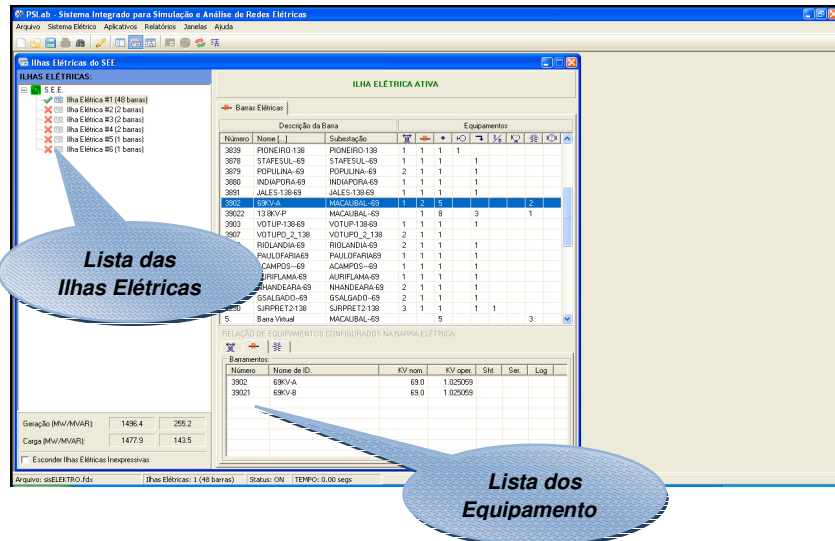 PSLab - Sistema Integrado para Simulação e Análise de Redes Elétricas
Arquivo Sistema Elétrico Aplicativos Relatórios Janelas Ajuda
Ilhas Elétricas do SEE
ILHAS ELÉTRICAS:
S.E.E.
Ilha Elétrica #1 (48 barras)
Ilha Elétrica #2 (2 barras)
Ilha Elétrica #3 (2 barras)
Ilha Elétrica #4 (2 barras)
Ilha Elétrica #5 (1 barras)
Ilha Elétrica #6 (1 barras)
Geração (MW/MVAR): 1496.4 255.2
Carga (MW/MVAR): 1477.9 143.5
Esconder Ilhas Elétricas Inexpressivas
ILHA ELÉTRICA ATIVA
Barras Elétricas
Descrição da Barra Equipamentos
Número Nome [...] Subestação
3839 PIONEIRO-138 PIONEIRO-138 1 1 1 1
3878 STAFESUL--69 STAFESUL--69 1 1 1 1
3879 POPULINA--69 POPULINA--69 2 1 1 1
3880 INDIAPORA-69 INDIAPORA-69 1 1 1 1
3891 JALES-138-69 JALES-138-69 1 1 1 1
3902 69KV-A MACAUBAL--69 1 2 5 2
39022 13.8KV-P MACAUBAL--69 1 8 3 1
3903 VOTUP-138-69 VOTUP-138-69 1 1 1 1
3907 VOTUPO_2_138 VOTUPO_2_138 2 1 1
RIOLANDIA-69 RIOLANDIA-69 2 1 1 1
PAULOFARIA69 PAULOFARIA69 1 1 1 1
ACAMPOS---69 ACAMPOS---69 1 1 1 1
AURIFLAMA-69 AURIFLAMA-69 1 1 1 1
NHANDEARA-69 NHANDEARA-69 2 1 1 1
GSALGADO--69 GSALGADO--69 2 1 1 1
SJRPRET2-138 SJRPRET2-138 3 1 1 1 1
5 Barra Virtual MACAUBAL--69 5 3
RELAÇÃO DE EQUIPAMENTOS CONFIGURADOS NA BARRA ELÉTRICA:
Barramentos:
Número Nome de ID. KV nom. KV oper. Sht. Ser. Log
3902 69KV-A 69.0 1.025059
39021 69KV-B 69.0 1.025059
Arquivo: sisELEKTRO.fdx Ilhas Elétricas: 1 (48 barras) Status: ON TEMPO: 0.00 segs
Lista das
Ilhas Elétricas
Lista dos
Equipamento